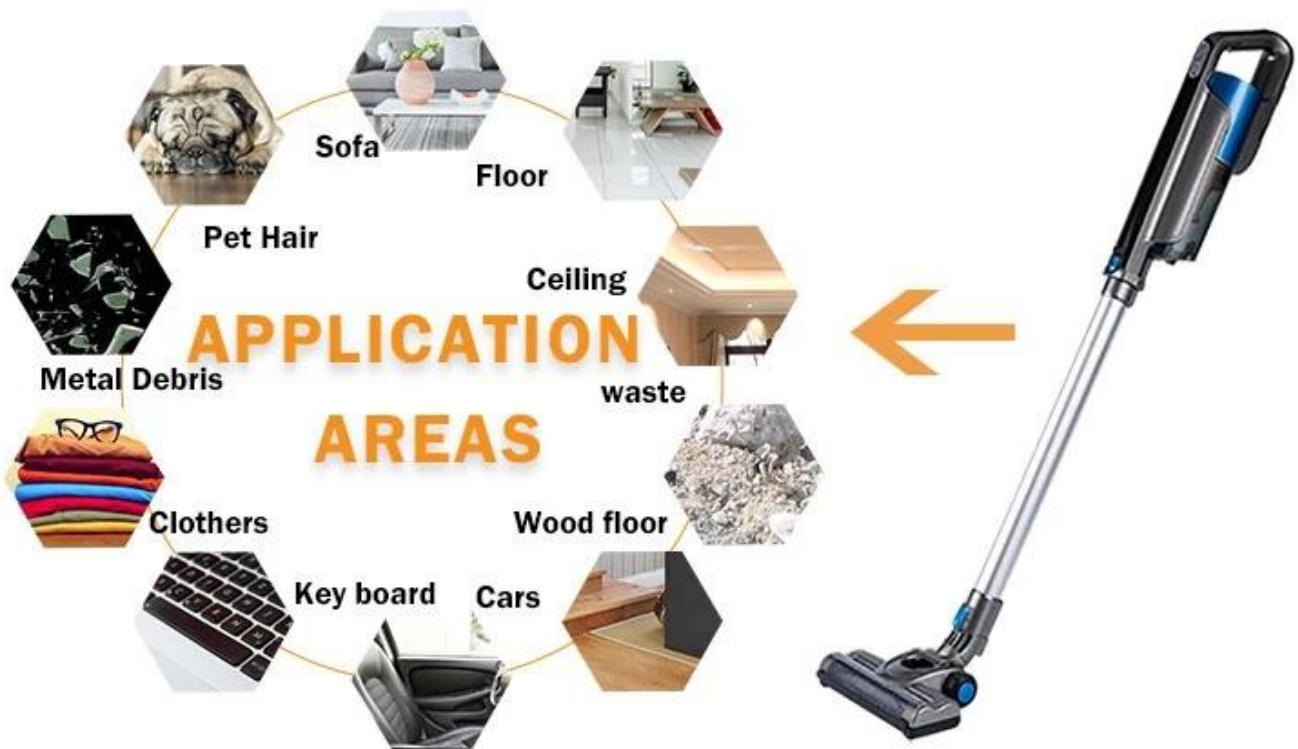 Sofa
Floor
Pet Hair
Ceiling
APPLICATION
Metal Debris
waste
AREAS
Clothers
Wood floor
Key board
Cars